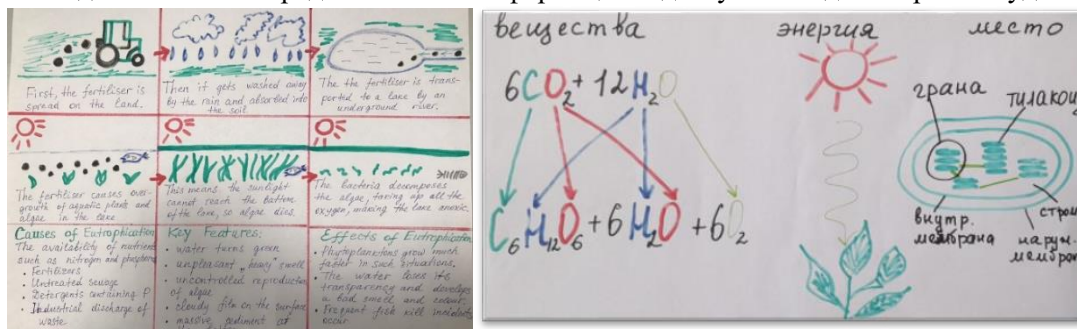 First, the fertiliser is
spread on the land.
Then it gets washed away
by the rain and absorbed into
the soil.
The the fertiliser is trans-
ported to a lake by an
underground river.
The fertiliser causes over-
growth of aquatic plants and
algae in the lake
This means, the sunlight
cannot reach the bottom
of the lake, so algae dies.
The bacteria decomposes
the algae, taking up all the
oxygen, making the lake anoxic.
Causes of Eutrophication
The availability of nutrients
such as nitrogen and phosphorus
• Fertilizers
• Untreated sewage
• Detergents containing P
• Industrial discharge of
waste
Key Features:
• water turns green
• unpleasant "heavy" smell
• uncontrolled reproduction
of algae
• cloudy film on the surface
• massive sediment at
Effects of Eutrophication
• Phytoplanktons grow much
faster in such situations.
• The water loses its
transparency and develops
a bad smell and colour.
• Frequent fish kill incidents
occur
вещества
энергия
место
6CO₂ + 12H₂O
C₆H₁₂O₆ + 6H₂O + 6O₂
грана
тилакоид
внутр.
мембрана
строма
наруж.
мембрана